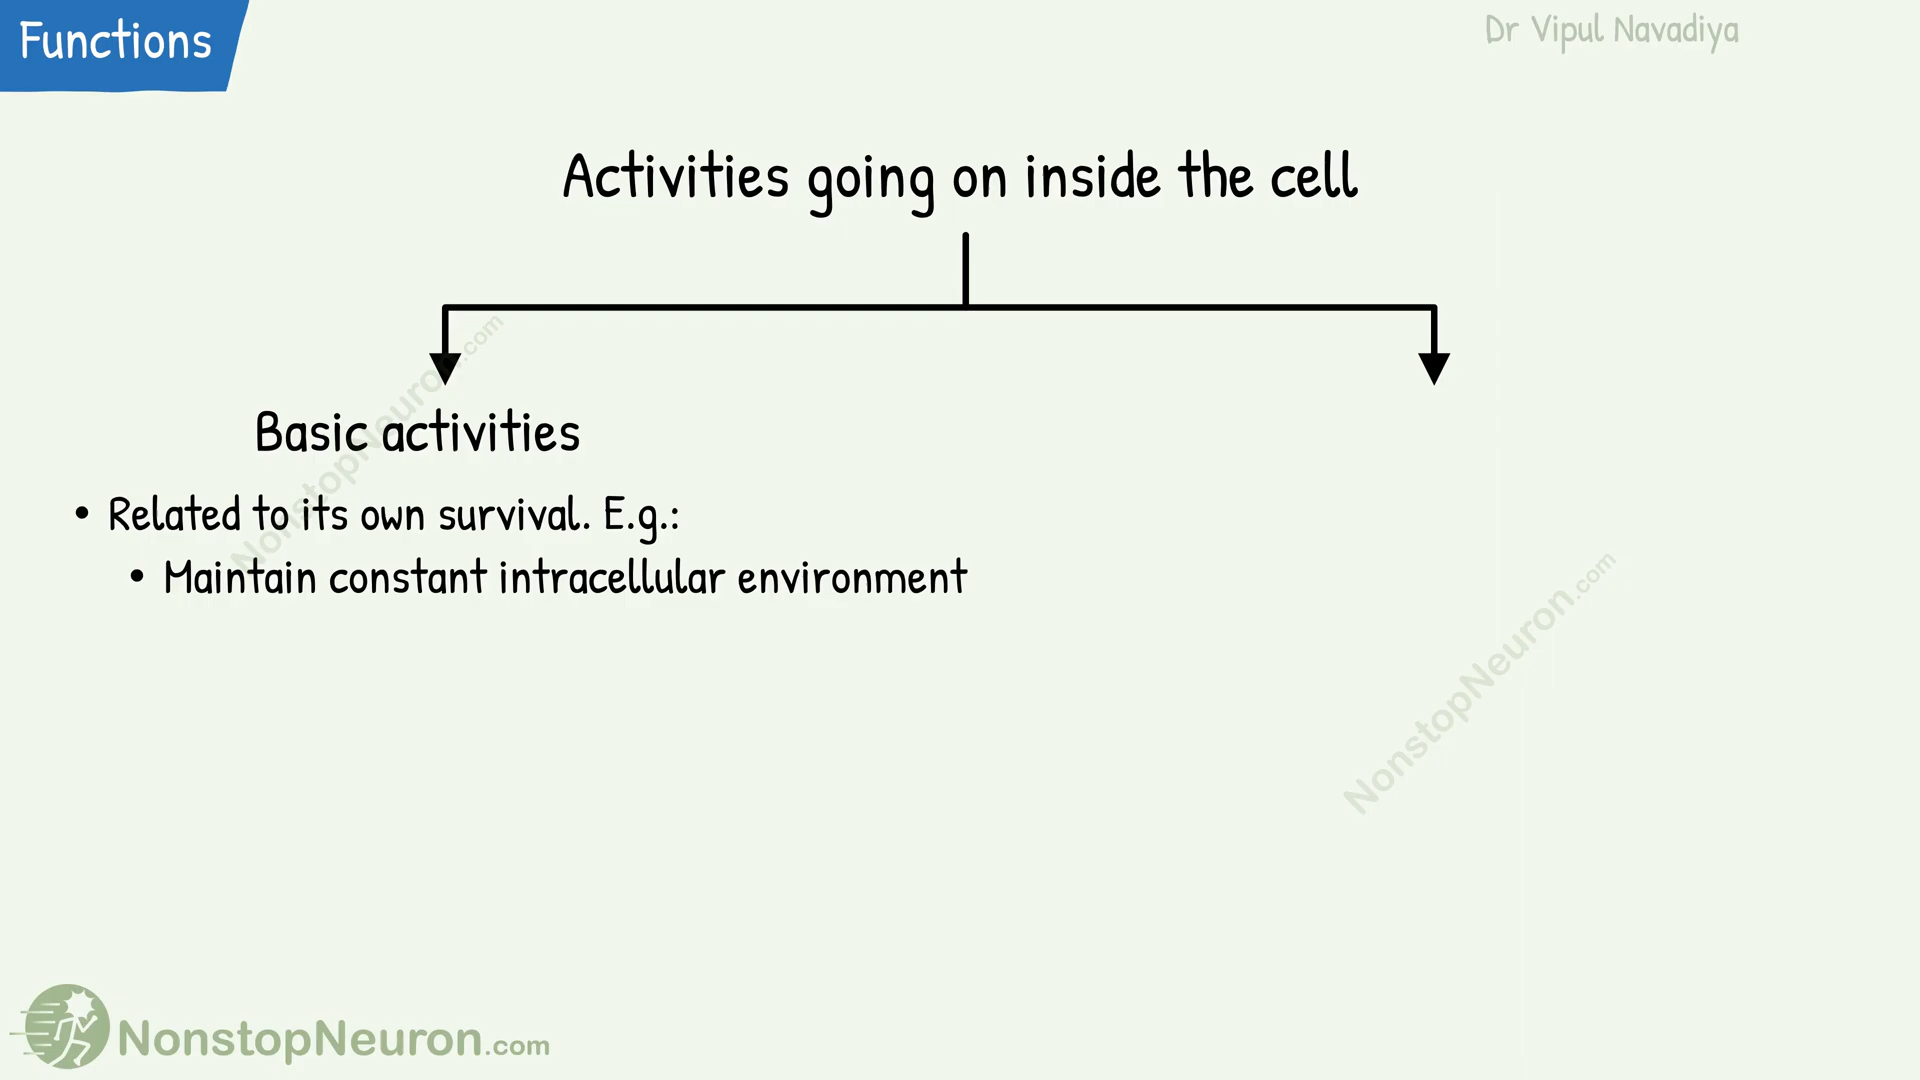 Functions
Dr Vipul Navadiya
Activities going on inside the cell
Basic activities
• Related to its own survival. E.g.:
• Maintain constant intracellular environment
NonstopNeuron.com
NonstopNeuron.com
NonstopNeuron.com